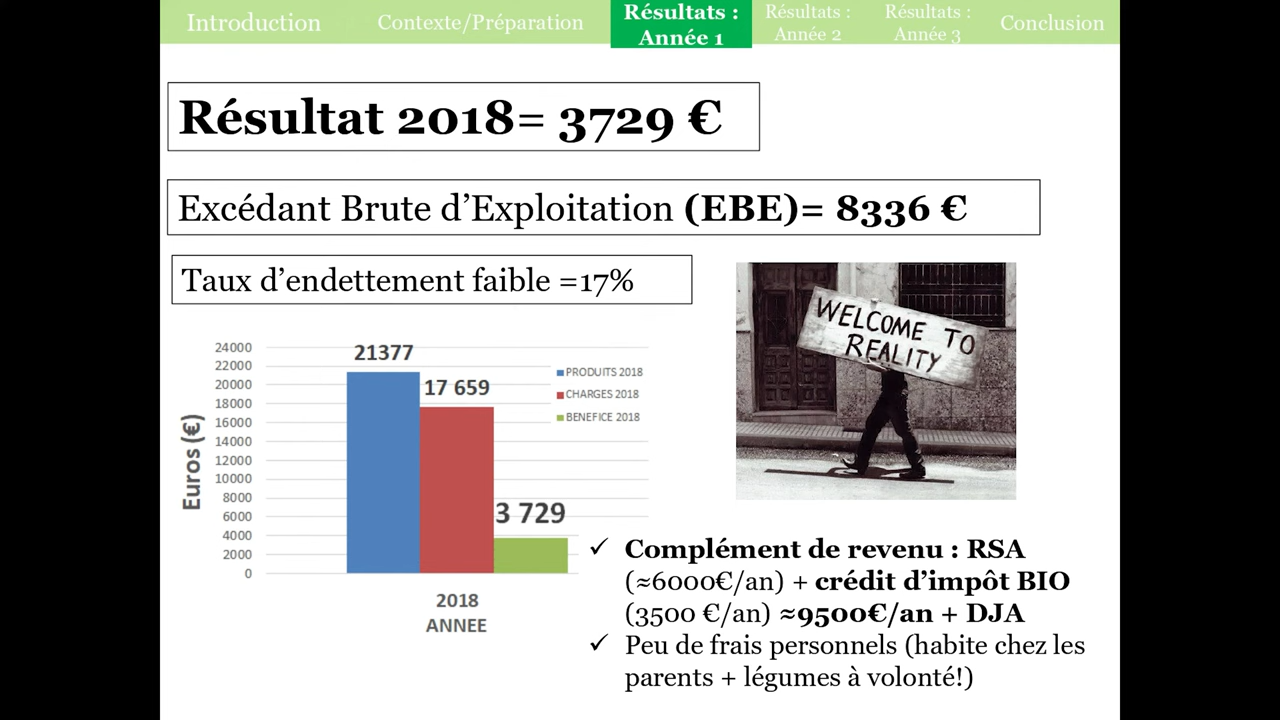 Introduction
Contexte/Préparation
Résultats :
Année 1
Résultats :
Année 2
Résultats :
Année 3
Conclusion
Résultat 2018= 3729 €
Excédant Brute d’Exploitation (EBE)= 8336 €
Taux d’endettement faible =17%
WELCOME TO
REALITY
Euros (€)
24000
22000
20000
18000
16000
14000
12000
10000
8000
6000
4000
2000
0
21377
17 659
3 729
PRODUITS 2018
CHARGES 2018
BENEFICE 2018
2018
ANNEE
✓ Complément de revenu : RSA
(≈6000€/an) + crédit d’impôt BIO
(3500 €/an) ≈9500€/an + DJA
✓ Peu de frais personnels (habite chez les
parents + légumes à volonté!)